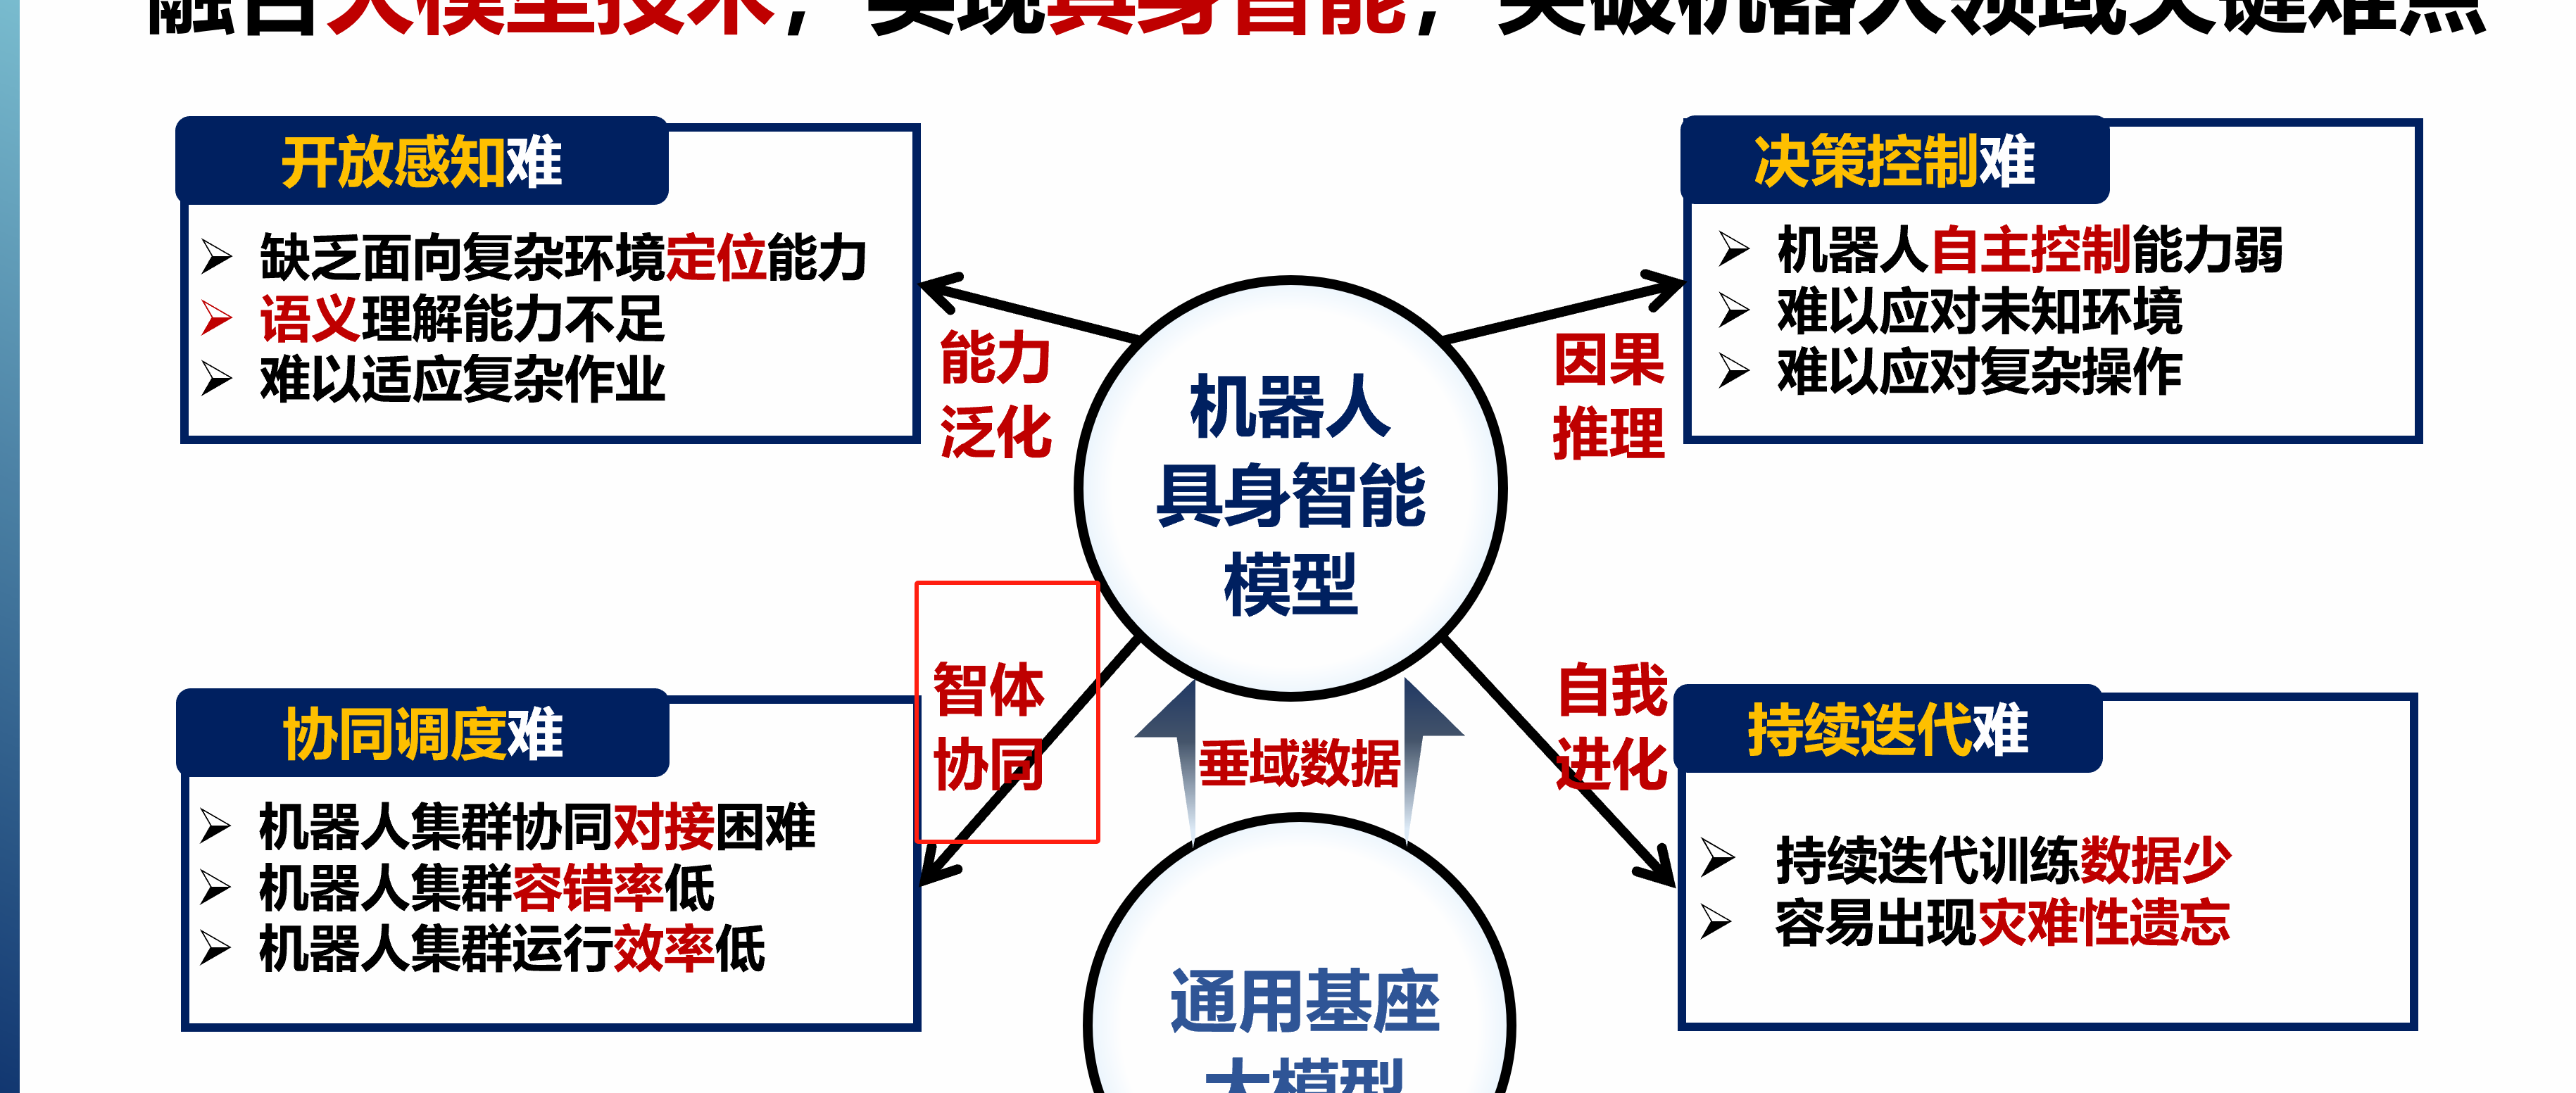 融合大模型技术，实现具身智能，突破机器人领域关键难点
开放感知难
缺乏面向复杂环境定位能力
语义理解能力不足
难以适应复杂作业
决策控制难
机器人自主控制能力弱
难以应对未知环境
难以应对复杂操作
能力
泛化
因果
推理
机器人
具身智能
模型
智体
协同
自我
进化
垂域数据
协同调度难
机器人集群协同对接困难
机器人集群容错率低
机器人集群运行效率低
持续迭代难
持续迭代训练数据少
容易出现灾难性遗忘
通用基座
大模型